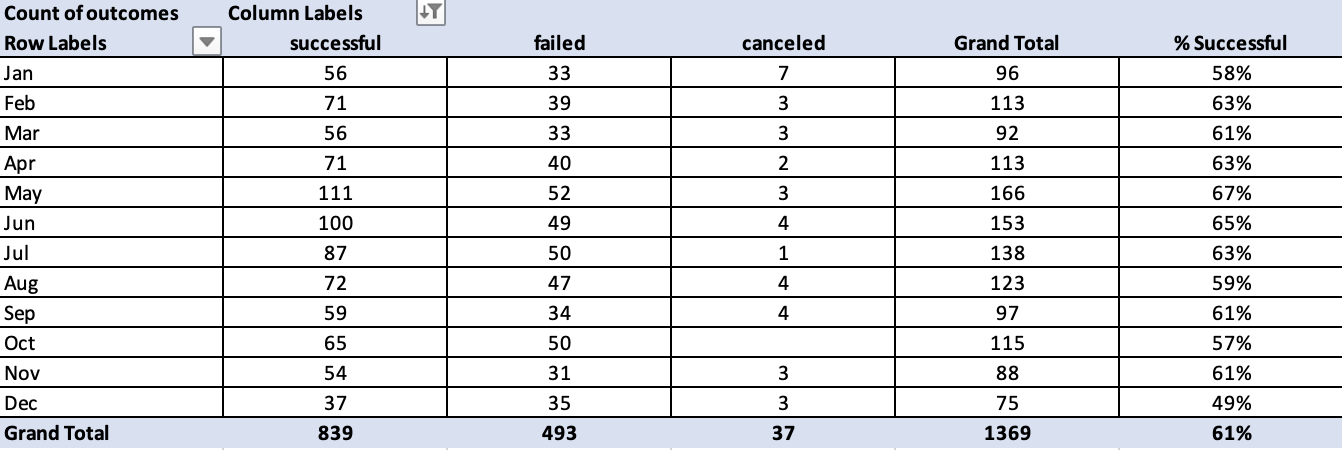 Count of outcomes Column Labels
Row Labels successful failed canceled Grand Total % Successful
Jan 56 33 7 96 58%
Feb 71 39 3 113 63%
Mar 56 33 3 92 61%
Apr 71 40 2 113 63%
May 111 52 3 166 67%
Jun 100 49 4 153 65%
Jul 87 50 1 138 63%
Aug 72 47 4 123 59%
Sep 59 34 4 97 61%
Oct 65 50 115 57%
Nov 54 31 3 88 61%
Dec 37 35 3 75 49%
Grand Total 839 493 37 1369 61%